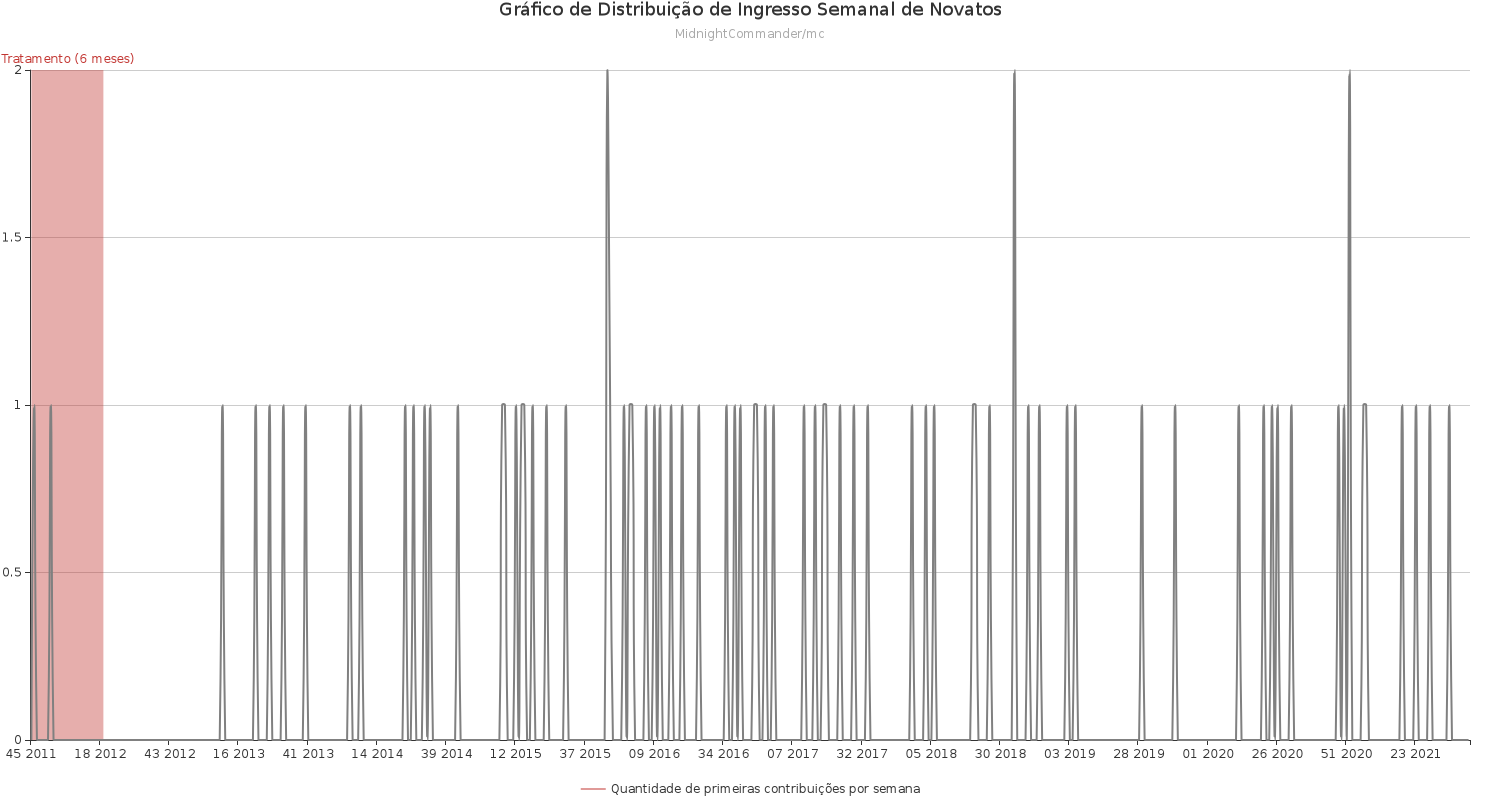 Gráfico de Distribuição de Ingresso Semanal de Novatos
MidnightCommander/mc
Tratamento (6 meses)
2
1.5
1
0.5
0
45 2011 18 2012 43 2012 16 2013 41 2013 14 2014 39 2014 12 2015 37 2015 09 2016 34 2016 07 2017 32 2017 05 2018 30 2018 03 2019 28 2019 01 2020 26 2020 51 2020 23 2021
Quantidade de primeiras contribuições por semana